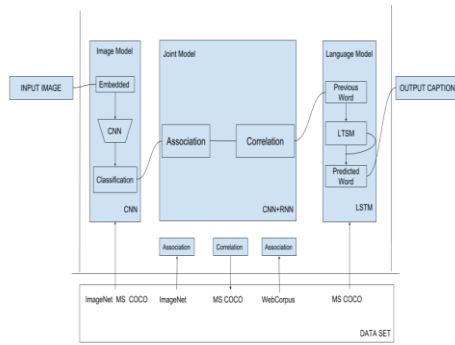 Image Model
Joint Model
Language Model
INPUT IMAGE
Embedded
Previous
Word
OUTPUT CAPTION
CNN
LTSM
Association
Correlation
Classification
Predicted
Word
CNN
CNN+RNN
LSTM
Association
Correlation
Association
ImageNet MS COCO
ImageNet
MS COCO
WebCorpus
MS COCO
DATA SET